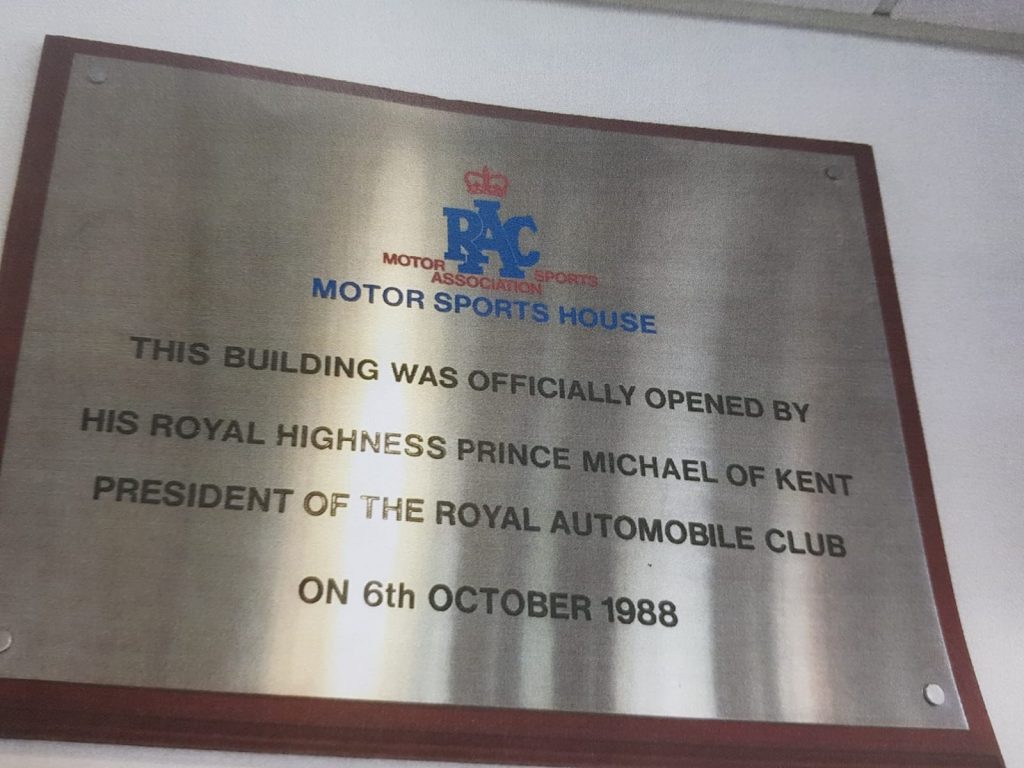 RAC
MOTOR SPORTS
ASSOCIATION
MOTOR SPORTS HOUSE
THIS BUILDING WAS OFFICIALLY OPENED BY
HIS ROYAL HIGHNESS PRINCE MICHAEL OF KENT
PRESIDENT OF THE ROYAL AUTOMOBILE CLUB
ON 6th OCTOBER 1988